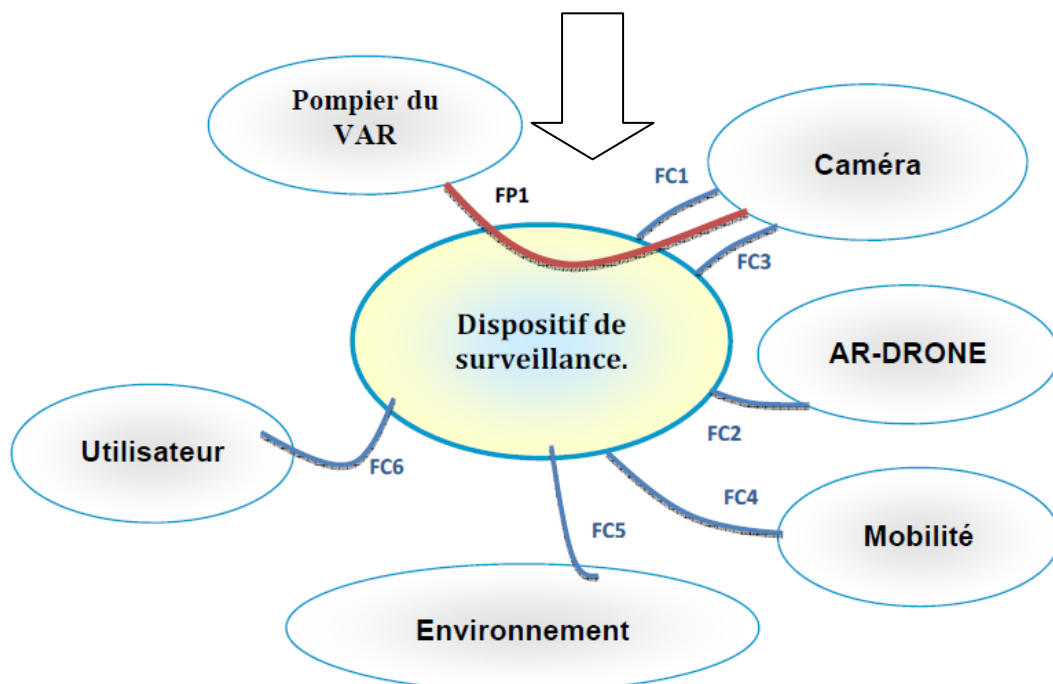 Pompier du
VAR
Caméra
FC1
FP1
FC3
Dispositif de
surveillance.
AR-DRONE
FC2
Utilisateur
FC6
FC4
FC5
Mobilité
Environnement